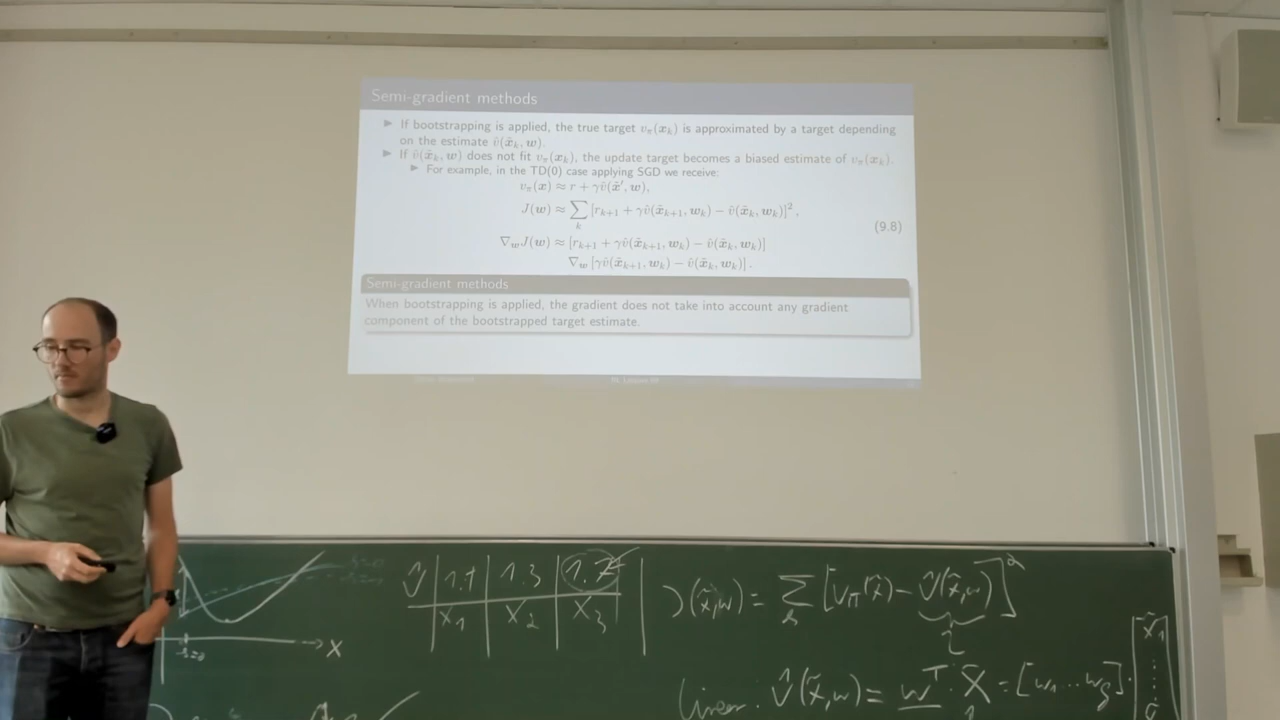 Semi-gradient methods
▶ If bootstrapping is applied, the true target vπ(xₖ) is approximated by a target depending
on the estimate v̂(x̃ₖ, w).
▶ If v̂(x̃ₖ, w) does not fit vπ(xₖ), the update target becomes a biased estimate of vπ(xₖ).
▶ For example, in the TD(0) case applying SGD we receive:
vπ(x) ≈ r + γv̂(x̃′, w),
J(w) ≈ ∑ₖ [rₖ₊₁ + γv̂(x̃ₖ₊₁, wₖ) − v̂(x̃ₖ, wₖ)]²,
(9.8)
∇wJ(w) ≈ [rₖ₊₁ + γv̂(x̃ₖ₊₁, wₖ) − v̂(x̃ₖ, wₖ)]
∇w [γv̂(x̃ₖ₊₁, wₖ) − v̂(x̃ₖ, wₖ)].
Semi-gradient methods
When bootstrapping is applied, the gradient does not take into account any gradient
component of the bootstrapped target estimate.
v̂ 1.1 1.3 1.7
x₁ x₂ x₃
J(x̃,w) = ∑ [vπ(x̃) − v̂(x̃,w)]²
→ x
linear: v̂(x̃,w) = wᵀ · x̃ = [w₁ ... wζ] ·
x̃₁